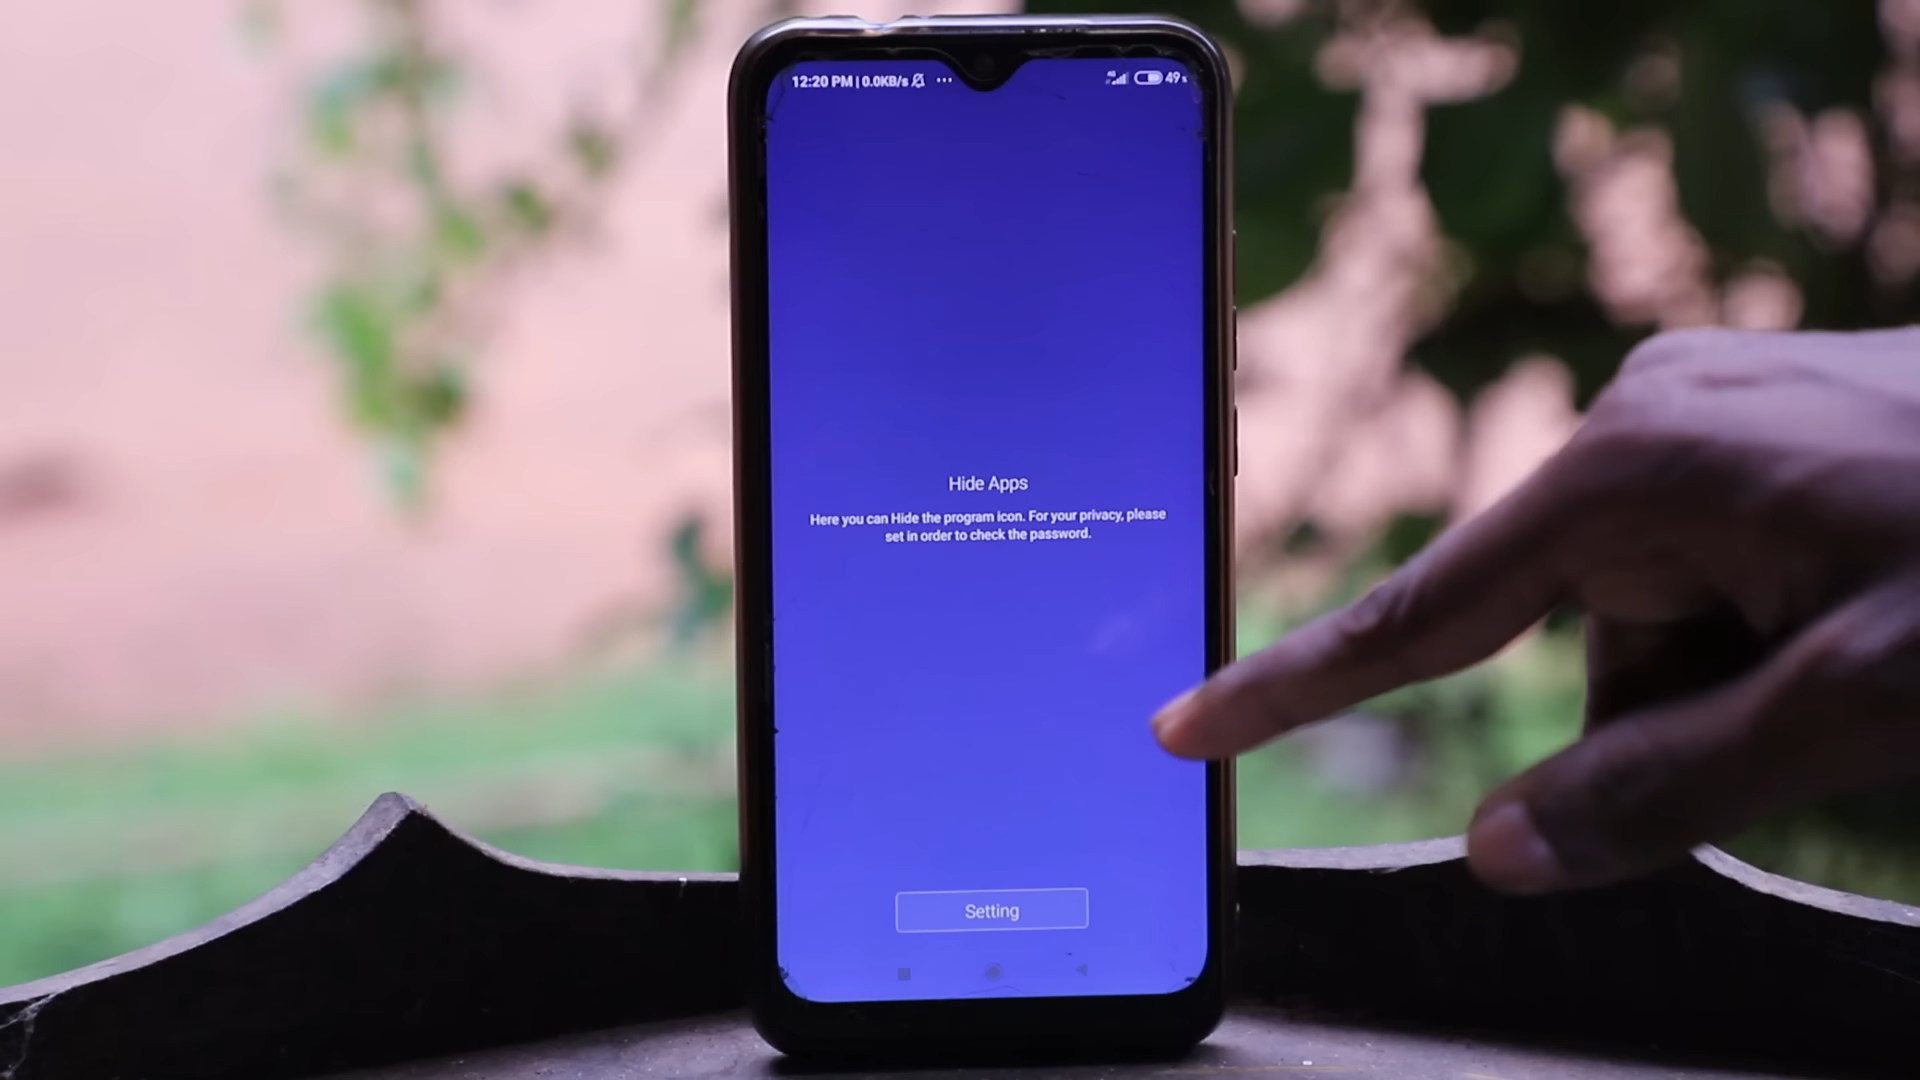 12:20 PM | 0.0KB/s ... 4G 49%
Hide Apps
Here you can Hide the program icon. For your privacy, please
set in order to check the password.
Setting